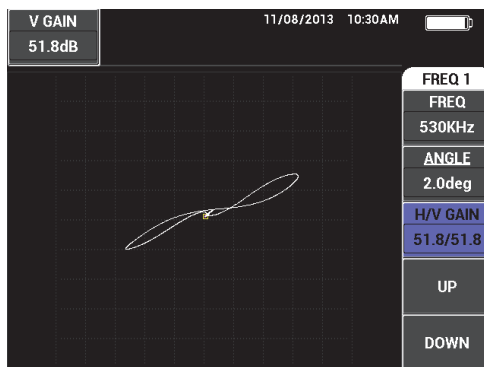 V GAIN
51.8dB
11/08/2013 10:30AM
FREQ 1
FREQ
530KHz
ANGLE
2.0deg
H/V GAIN
51.8/51.8
UP
DOWN